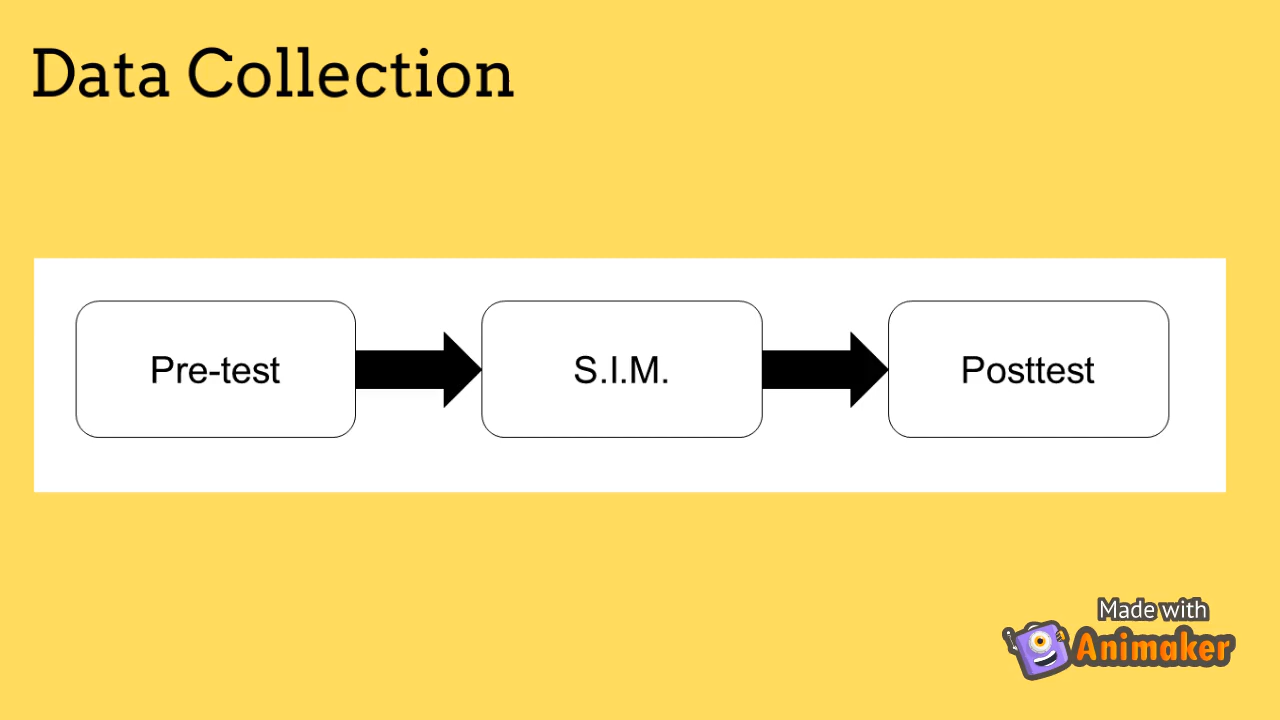 Data Collection
Pre-test
S.I.M.
Posttest
Made with
Animaker